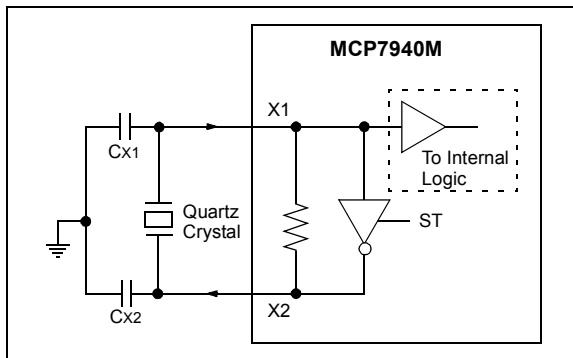 MCP7940M
X1
CX1
To Internal
Logic
Quartz
Crystal
ST
X2
CX2